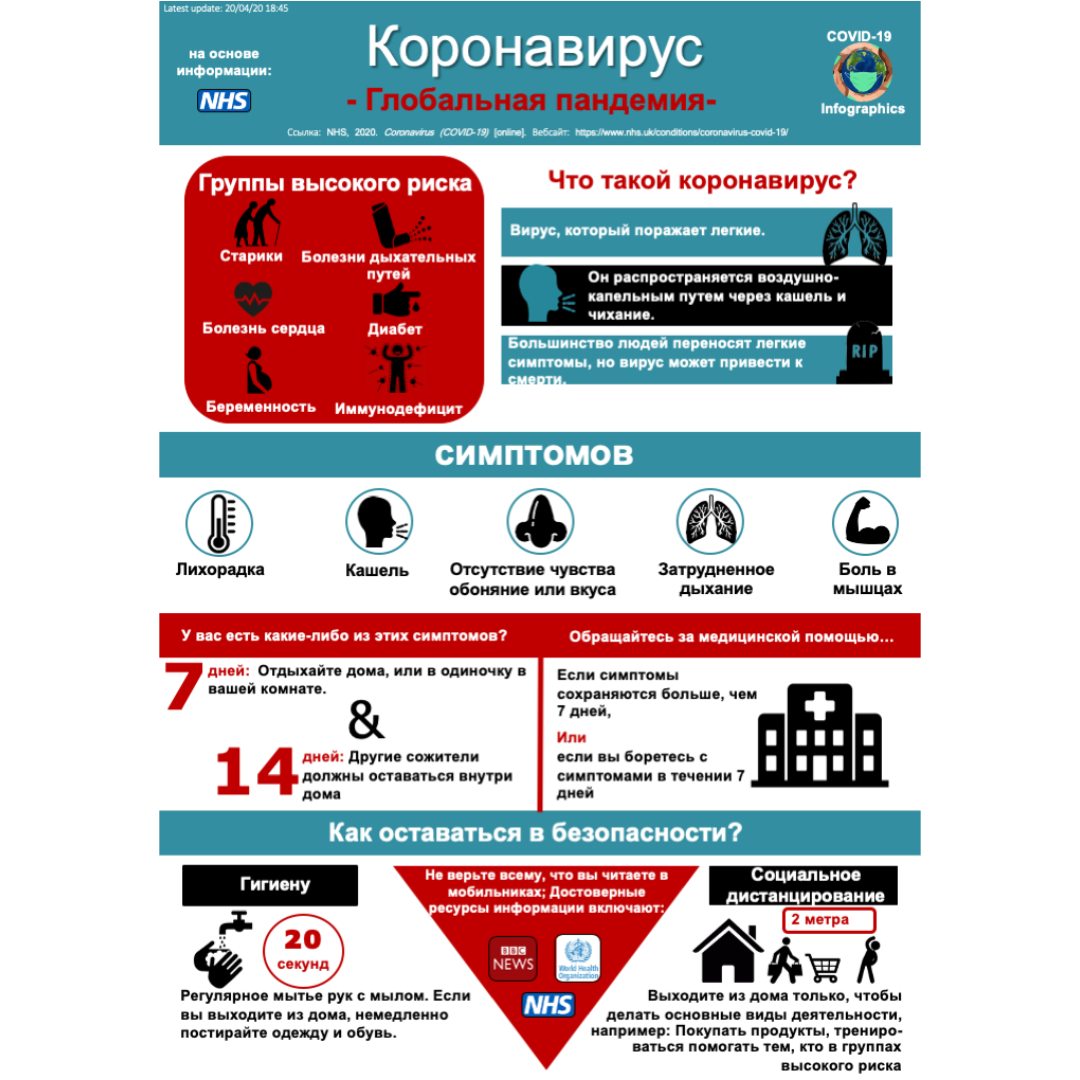 Latest update: 20/04/20 18:45
на основе
информации:
NHS
Коронавирус
- Глобальная пандемия-
COVID-19
Infographics
Ссылка: NHS, 2020. Coronavirus (COVID-19) [online]. Вебсайт: https://www.nhs.uk/conditions/coronavirus-covid-19/
Группы высокого риска
Старики
Болезни дыхательных
путей
Болезнь сердца
Диабет
Беременность
Иммунодефицит
Что такой коронавирус?
Вирус, который поражает легкие.
Он распространяется воздушно-
капельным путем через кашель и
чихание.
Большинство людей переносят легкие
симптомы, но вирус может привести к
смерти.
RIP
СИМПТОМОВ
Лихорадка
Кашель
Отсутствие чувства
обоняние или вкуса
Затрудненное
дыхание
Боль в
мышцах
У вас есть какие-либо из этих симптомов?
7 дней: Отдыхайте дома, или в одиночку в
вашей комнате.
&
14 дней: Другие сожители
должны оставаться внутри
дома
Обращайтесь за медицинской помощью...
Если симптомы
сохраняются больше, чем
7 дней,
Или
если вы боретесь с
симптомами в течении 7
дней
Как оставаться в безопасности?
Гигиену
20
секунд
Регулярное мытье рук с мылом. Если
вы выходите из дома, немедленно
постирайте одежду и обувь.
Не верьте всему, что вы читаете в
мобильниках; Достоверные
ресурсы информации включают:
BBC
NEWS
World Health
Organization
NHS
Социальное
дистанцирование
2 метра
Выходите из дома только, чтобы
делать основные виды деятельности,
например: Покупать продукты, трениро-
ваться помогать тем, кто в группах
высокого риска